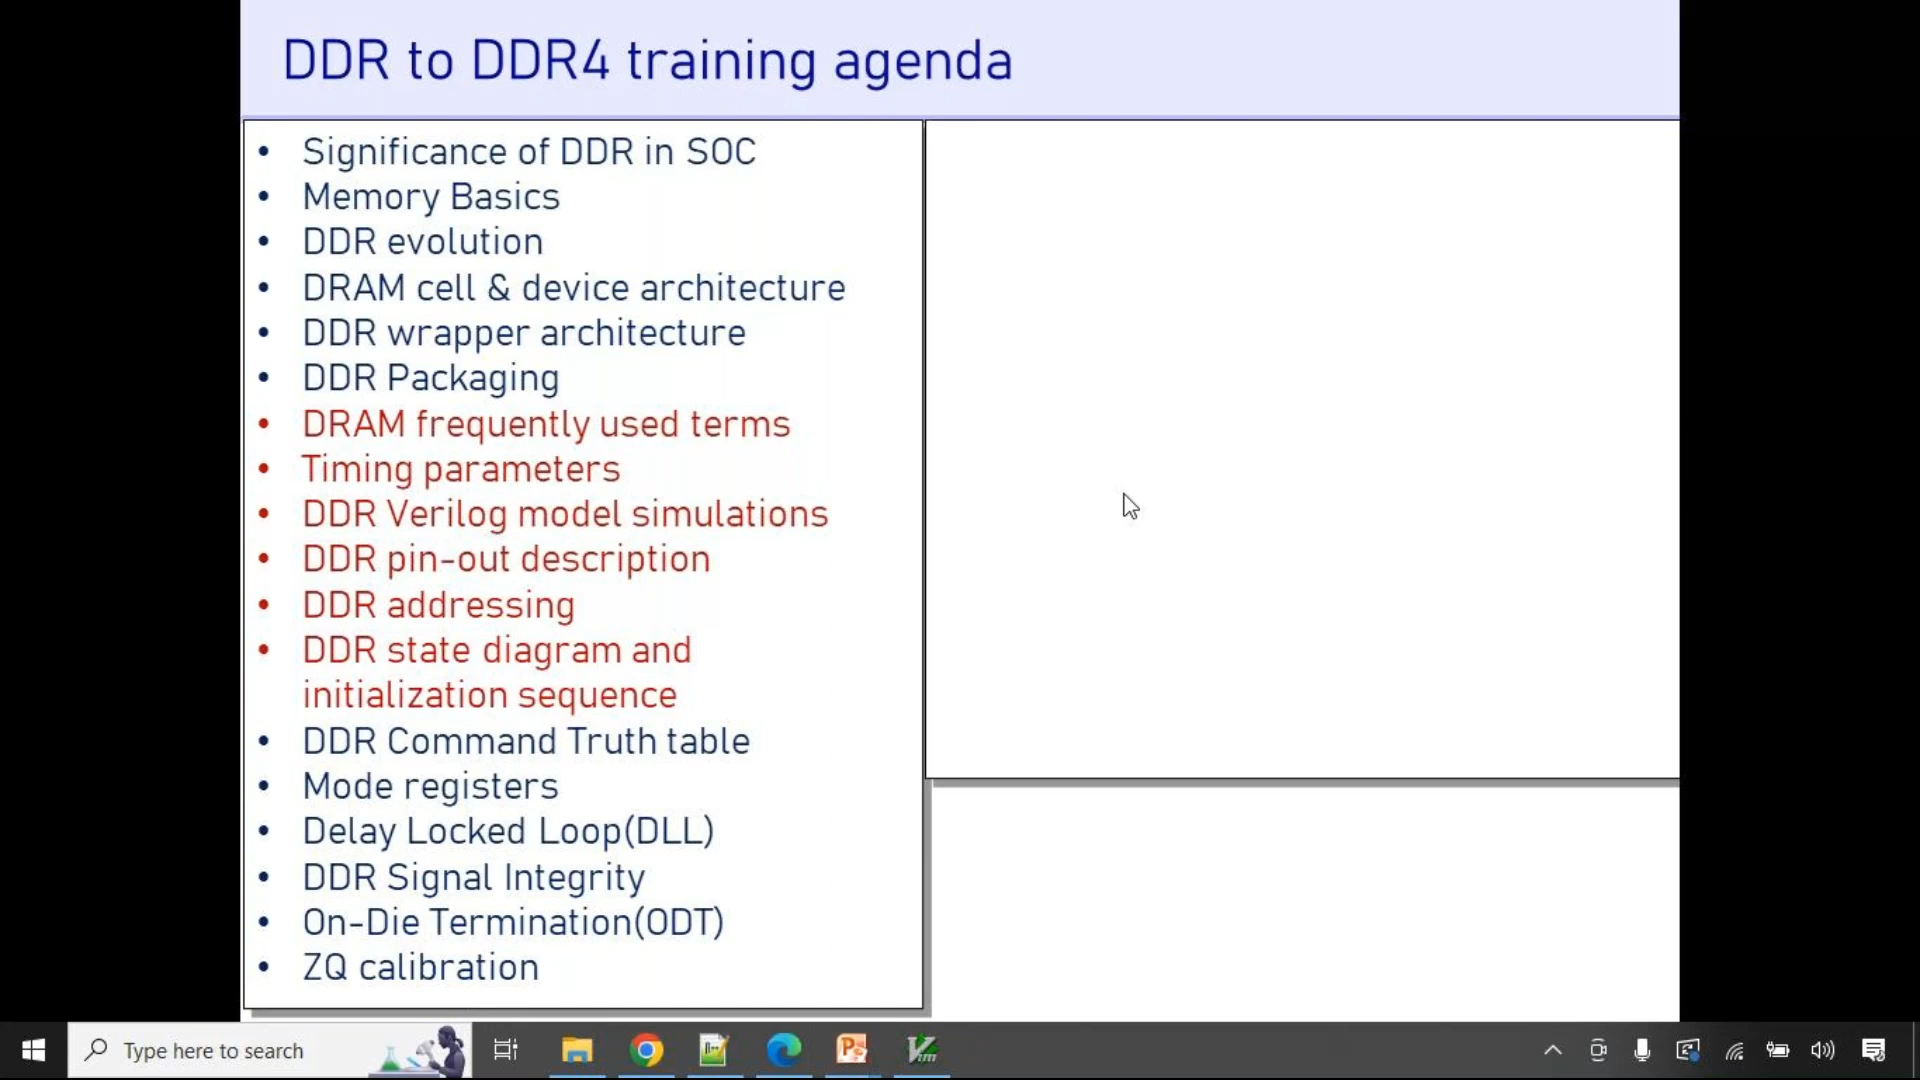 DDR to DDR4 training agenda
• Significance of DDR in SOC
• Memory Basics
• DDR evolution
• DRAM cell & device architecture
• DDR wrapper architecture
• DDR Packaging
• DRAM frequently used terms
• Timing parameters
• DDR Verilog model simulations
• DDR pin-out description
• DDR addressing
• DDR state diagram and
initialization sequence
• DDR Command Truth table
• Mode registers
• Delay Locked Loop(DLL)
• DDR Signal Integrity
• On-Die Termination(ODT)
• ZQ calibration
Type here to search